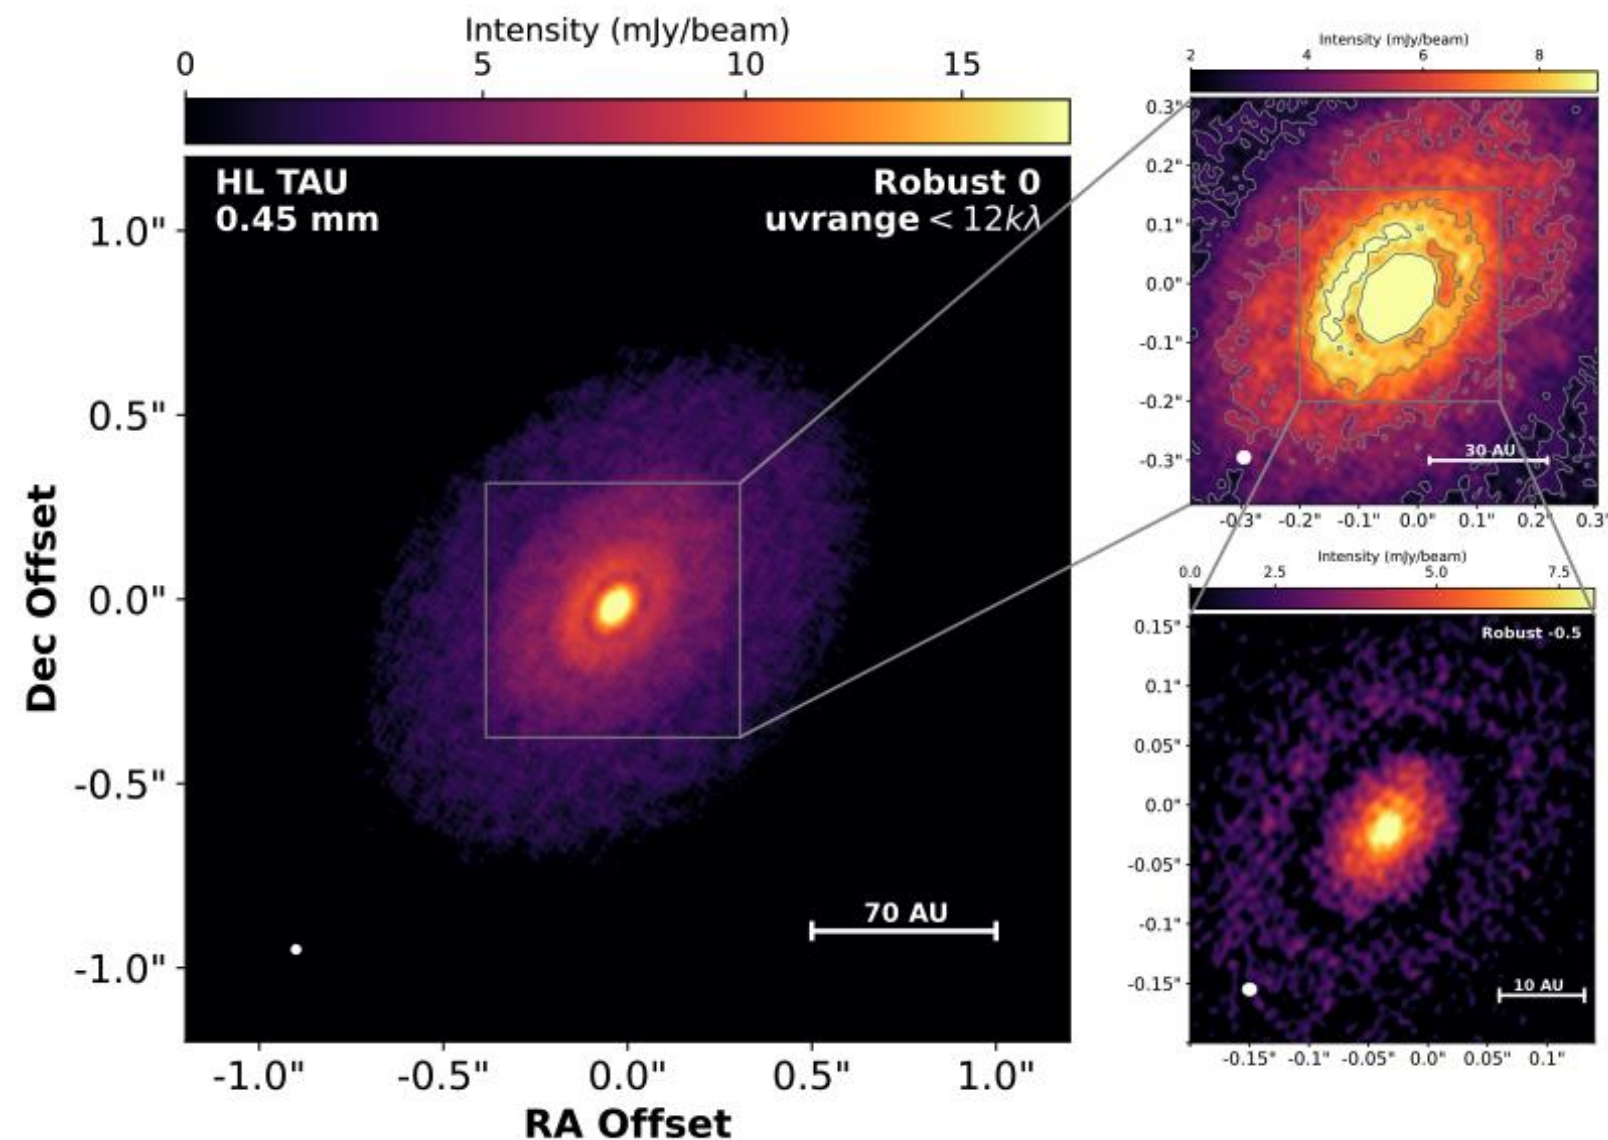 Intensity (mJy/beam)
0 5 10 15
HL TAU
0.45 mm
Robust 0
uvrange < 12kλ
1.0"
0.5"
0.0"
-0.5"
-1.0"
Dec Offset
70 AU
-1.0" -0.5" 0.0" 0.5" 1.0"
RA Offset
Intensity (mJy/beam)
2 4 6 8
0.3"
0.2"
0.1"
0.0"
-0.1"
-0.2"
-0.3"
30 AU
-0.3" -0.2" -0.1" 0.0" 0.1" 0.2" 0.3"
Intensity (mJy/beam)
0.0 2.5 5.0 7.5
Robust -0.5
0.15"
0.1"
0.05"
0.0"
-0.05"
-0.1"
-0.15"
10 AU
-0.15" -0.1" -0.05" 0.0" 0.05" 0.1"